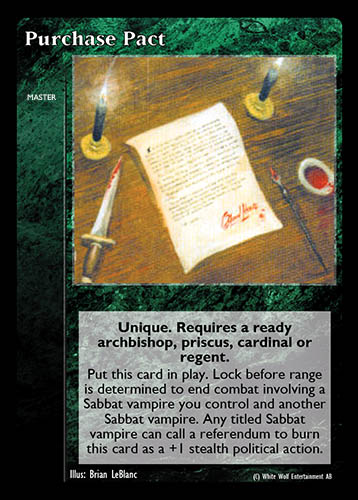 Purchase Pact
MASTER
Unique. Requires a ready
archbishop, priscus, cardinal or
regent.
Put this card in play. Lock before range
is determined to end combat involving a
Sabbat vampire you control and another
Sabbat vampire. Any titled Sabbat
vampire can call a referendum to burn
this card as a +1 stealth political action.
Illus: Brian LeBlanc
(C) White Wolf Entertainment AB